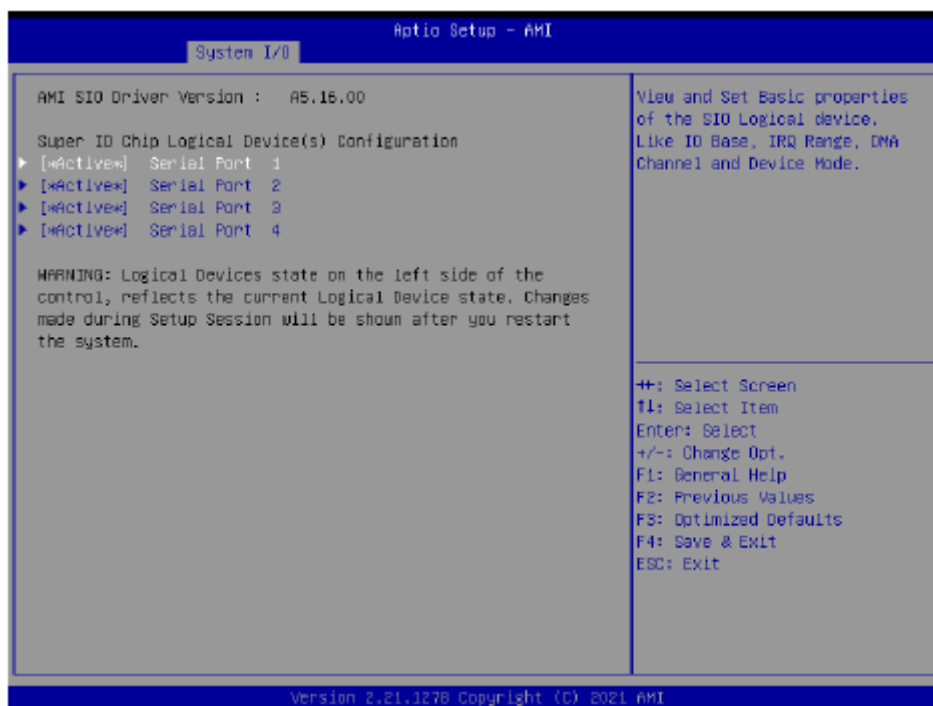 Aptio Setup - AMI
System I/O
AMI SIO Driver Version : A5.16.00
Super IO Chip Logical Device(s) Configuration
[*Active*] Serial Port 1
[*Active*] Serial Port 2
[*Active*] Serial Port 3
[*Active*] Serial Port 4
WARNING: Logical Devices state on the left side of the
control, reflects the current Logical Device state. Changes
made during Setup Session will be shown after you restart
the system.
View and Set Basic properties
of the SIO Logical device.
Like IO Base, IRQ Range, DMA
Channel and Device Mode.
→←: Select Screen
↑↓: Select Item
Enter: Select
+/-: Change Opt.
F1: General Help
F2: Previous Values
F3: Optimized Defaults
F4: Save & Exit
ESC: Exit
Version 2.21.1278 Copyright (C) 2021 AMI